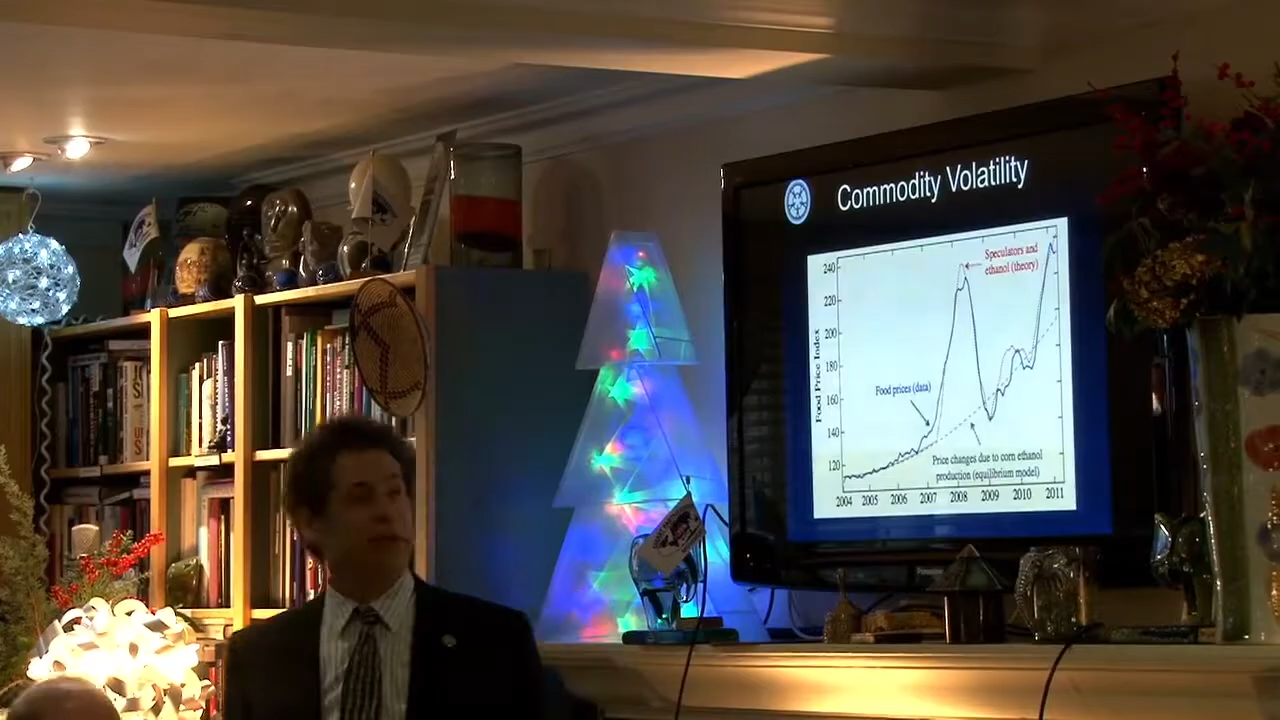 Commodity Volatility
Speculators and
ethanol (theory)
240
220
200
180
160
140
120
Food Price Index
Food prices (data)
Price changes due to corn ethanol
production (equilibrium model)
2004 2005 2006 2007 2008 2009 2010 2011